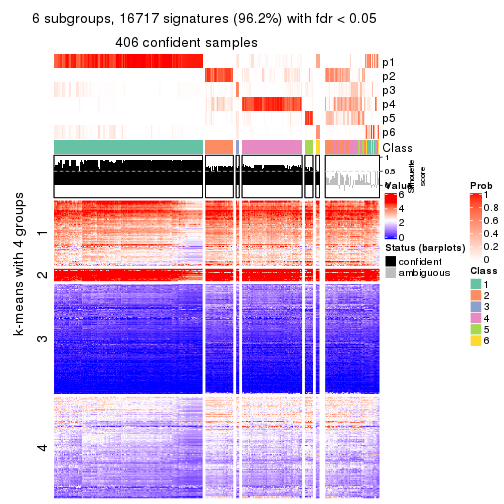 6 subgroups, 16717 signatures (96.2%) with fdr < 0.05
406 confident samples
p1
p2
p3
p4
p5
p6
Class
1
0.5
0
Silhouette
score
k-means with 4 groups
1
2
3
4
Value
6
4
2
0
Status (barplots)
confident
ambiguous
Prob
1
0.8
0.6
0.4
0.2
0
Class
1
2
3
4
5
6